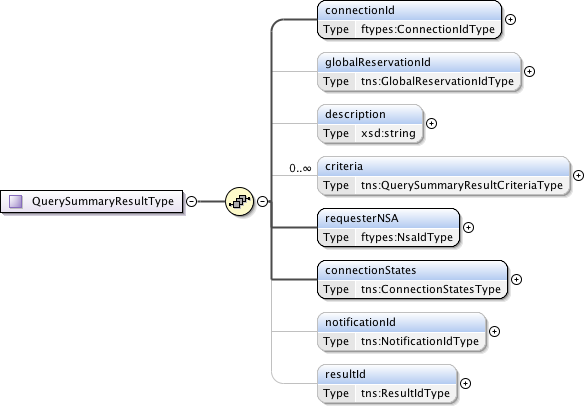 connectionId
Type ftypes:ConnectionIdType
globalReservationId
Type tns:GlobalReservationIdType
description
Type xsd:string
0..∞
criteria
Type tns:QuerySummaryResultCriteriaType
QuerySummaryResultType
requesterNSA
Type ftypes:NsaIdType
connectionStates
Type tns:ConnectionStatesType
notificationId
Type tns:NotificationIdType
resultId
Type tns:ResultIdType